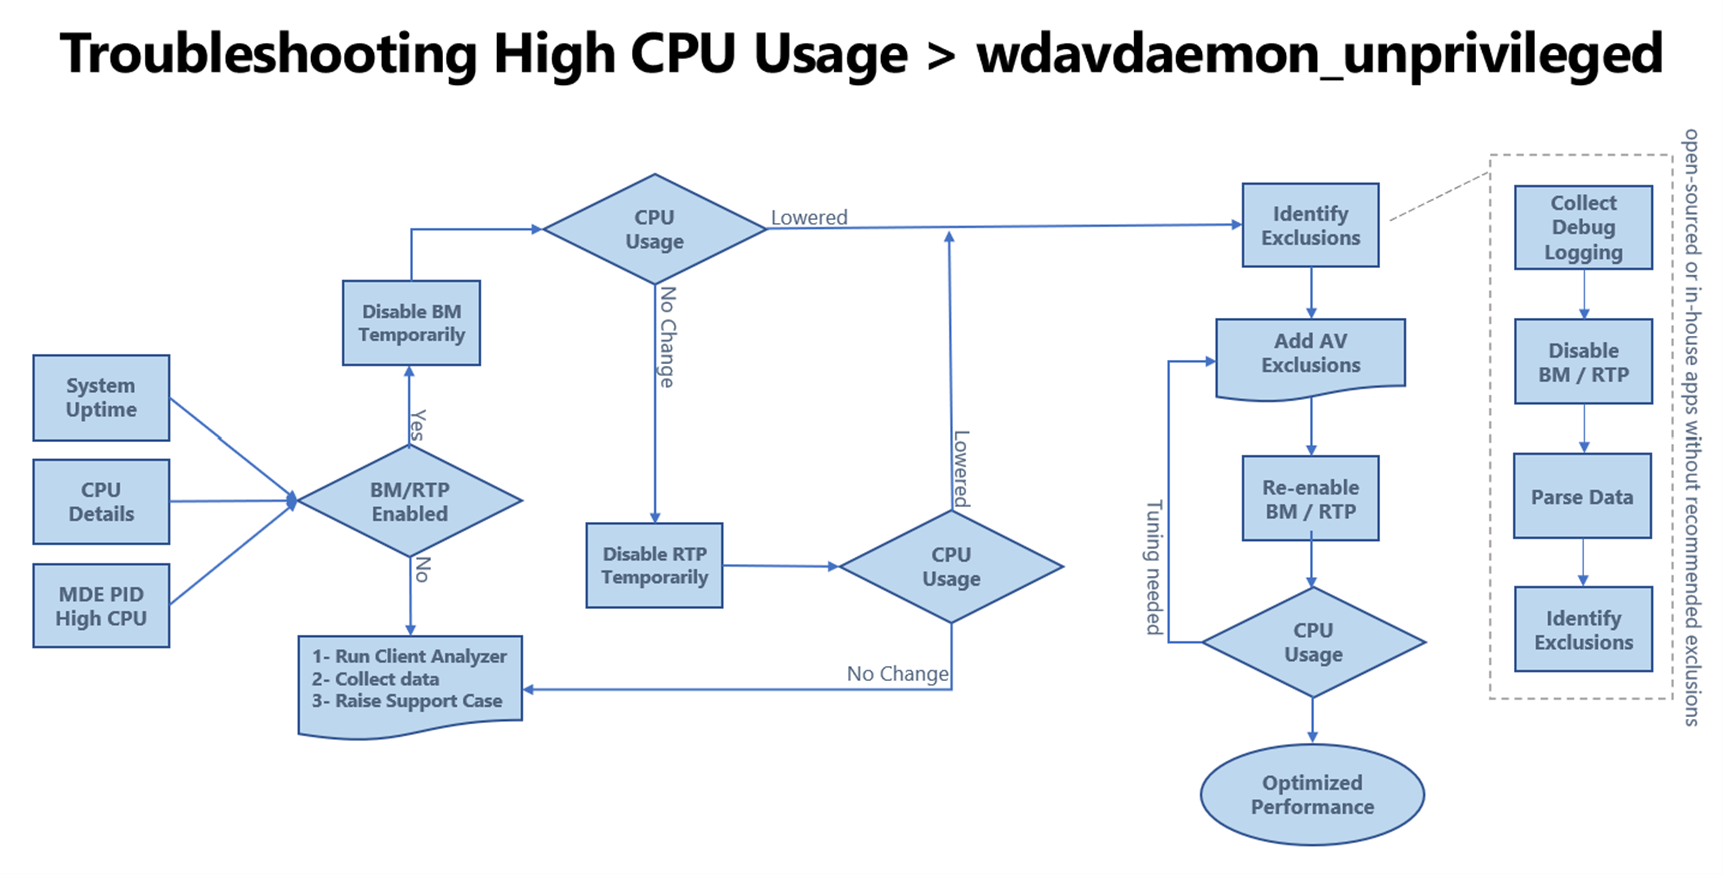 Troubleshooting High CPU Usage > wdavdaemon_unprivileged
System
Uptime
CPU
Details
MDE PID
High CPU
BM/RTP
Enabled
Yes
No
Disable BM
Temporarily
1- Run Client Analyzer
2- Collect data
3- Raise Support Case
CPU
Usage
Lowered
No Change
Disable RTP
Temporarily
CPU
Usage
Lowered
No Change
Identify
Exclusions
Add AV
Exclusions
Re-enable
BM / RTP
CPU
Usage
Tuning needed
Optimized
Performance
Collect
Debug
Logging
Disable
BM / RTP
Parse Data
Identify
Exclusions
open-sourced or in-house apps without recommended exclusions